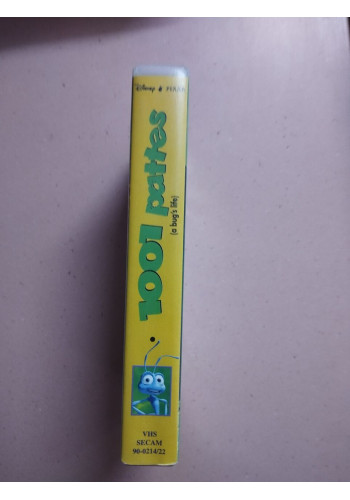 Disney • PIXAR
1001 pattes
(a bug's life)
VHS
SECAM
90-0214/22